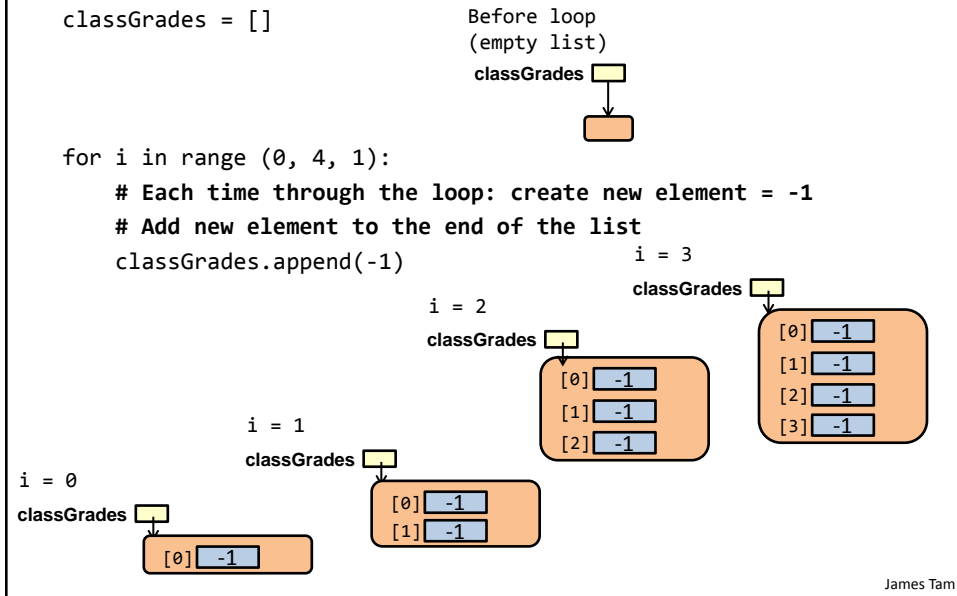 classGrades = []
Before loop
(empty list)
classGrades
for i in range (0, 4, 1):
# Each time through the loop: create new element = -1
# Add new element to the end of the list
classGrades.append(-1)
i = 0
classGrades
[0] -1
i = 1
classGrades
[0] -1
[1] -1
i = 2
classGrades
[0] -1
[1] -1
[2] -1
i = 3
classGrades
[0] -1
[1] -1
[2] -1
[3] -1
James Tam